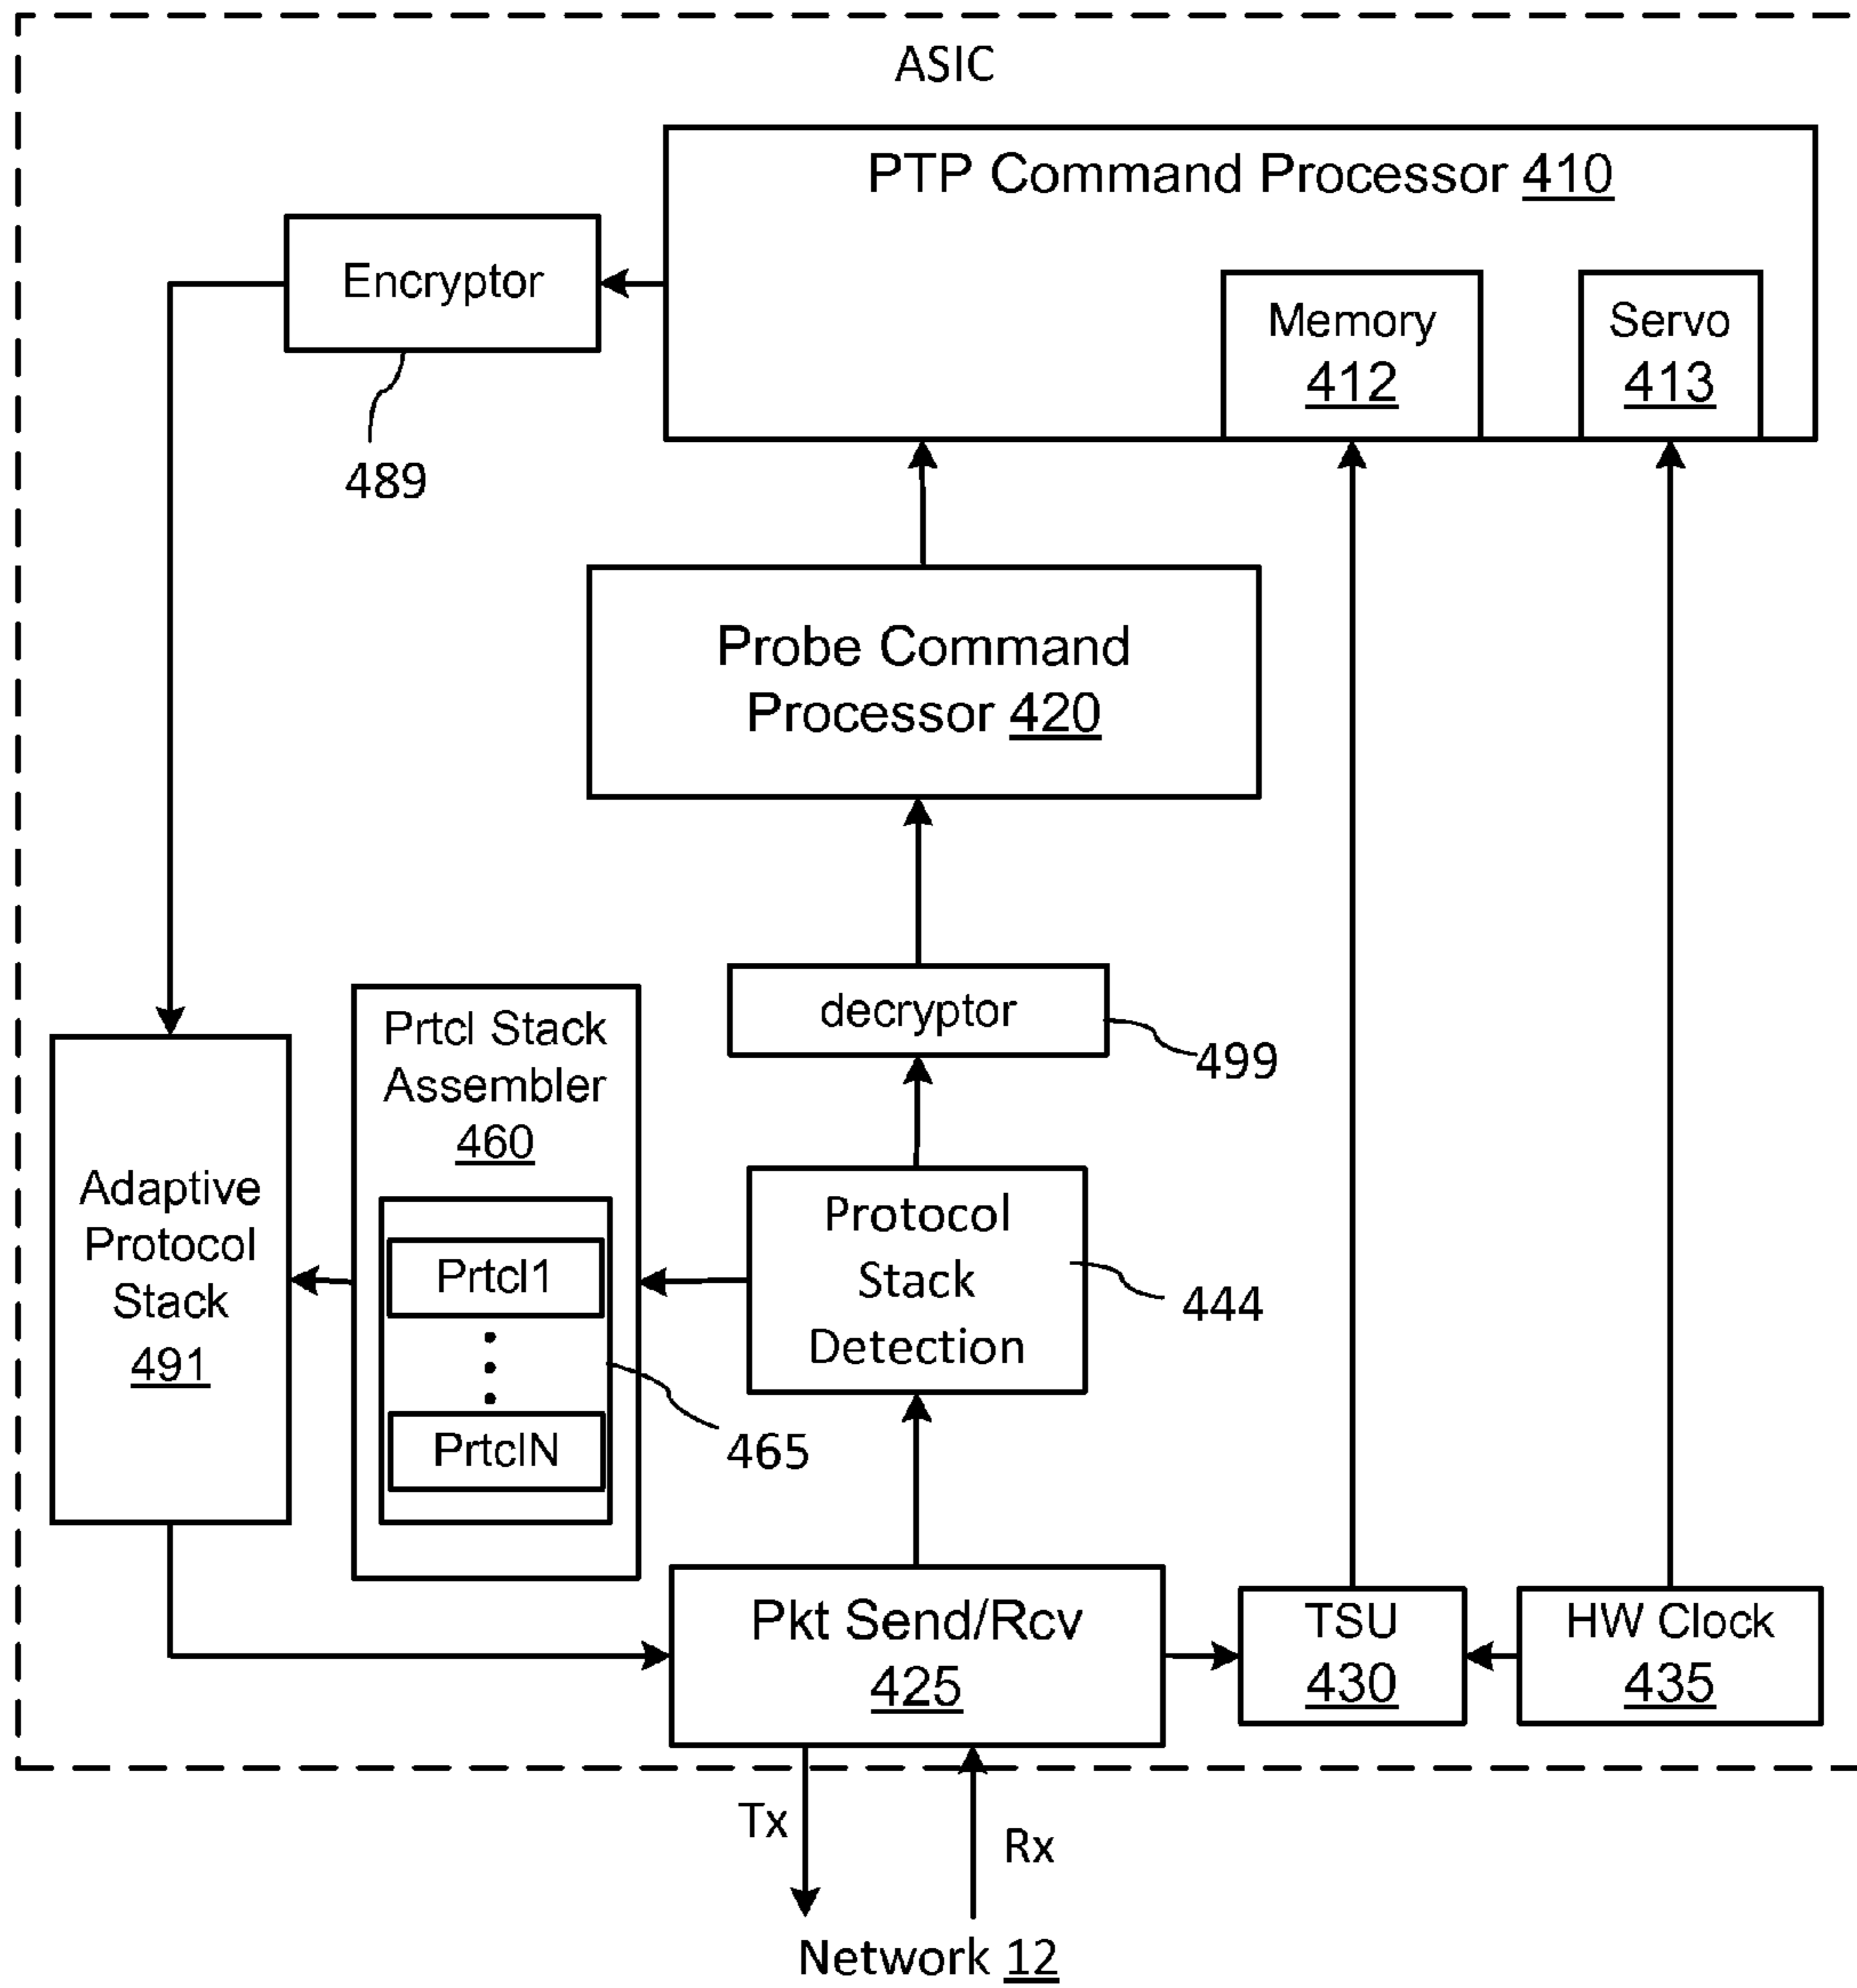 ASIC
PTP Command Processor 410
Encryptor
Memory
412
Servo
413
489
Probe Command
Processor 420
decryptor
499
Prtcl Stack
Assembler
460
Adaptive
Protocol
Stack
491
Protocol
Stack
Detection
444
Prtcl1
PrtclN
465
Pkt Send/Rcv
425
TSU
430
HW Clock
435
Tx
Rx
Network 12